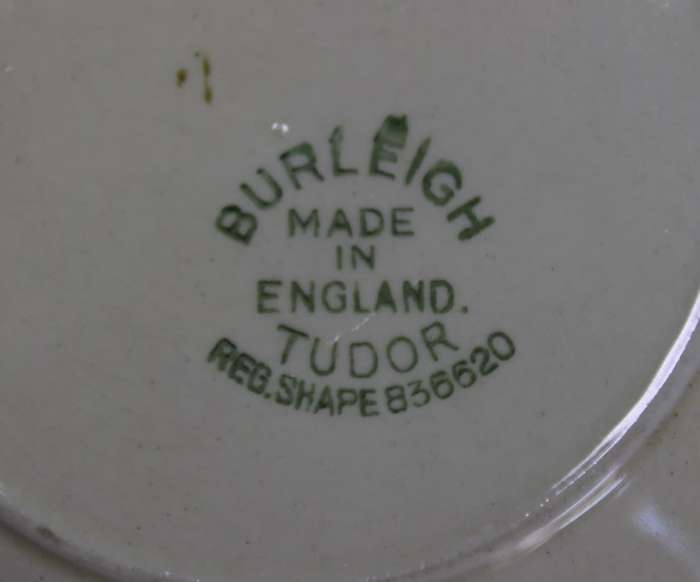 BURLEIGH
MADE
IN
ENGLAND.
TUDOR
REG. SHAPE 836620